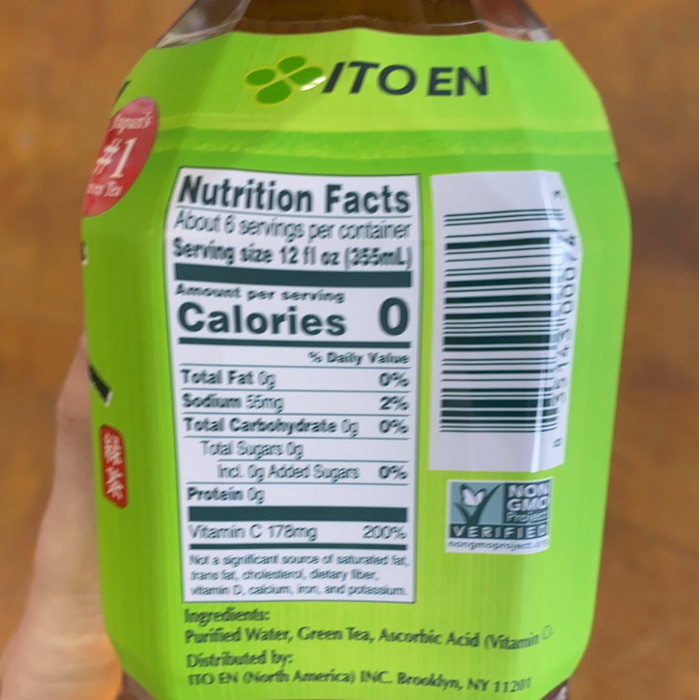 ITO EN
Japan's
#1
Nutrition Facts
About 6 servings per container
Serving size 12 fl oz (355mL)
Amount per serving
Calories 0
% Daily Value
Total Fat 0g 0%
Sodium 55mg 2%
Total Carbohydrate 0g 0%
Total Sugars 0g
Incl. 0g Added Sugars 0%
Protein 0g
Vitamin C 178mg 200%
Not a significant source of saturated fat,
trans fat, cholesterol, dietary fiber,
vitamin D, calcium, iron, and potassium.
NON
GMO
Project
VERIFIED
nongmoproject.org
Ingredients:
Purified Water, Green Tea, Ascorbic Acid (Vitamin C).
Distributed by:
ITO EN (North America) INC. Brooklyn, NY 11201